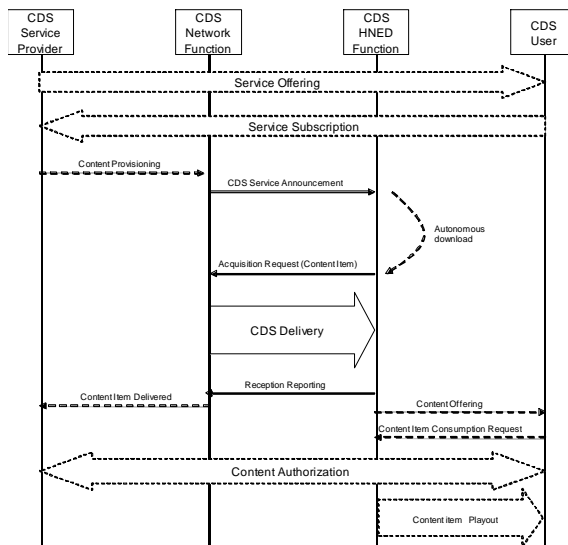 CDS
Service
Provider
CDS
Network
Function
CDS
HNED
Function
CDS
User
Service Offering
Service Subscription
Content Provisioning
CDS Service Announcement
Autonomous
download
Acquisition Request (Content Item)
CDS Delivery
Reception Reporting
Content Item Delivered
Content Offering
Content Item Consumption Request
Content Authorization
Content item Playout